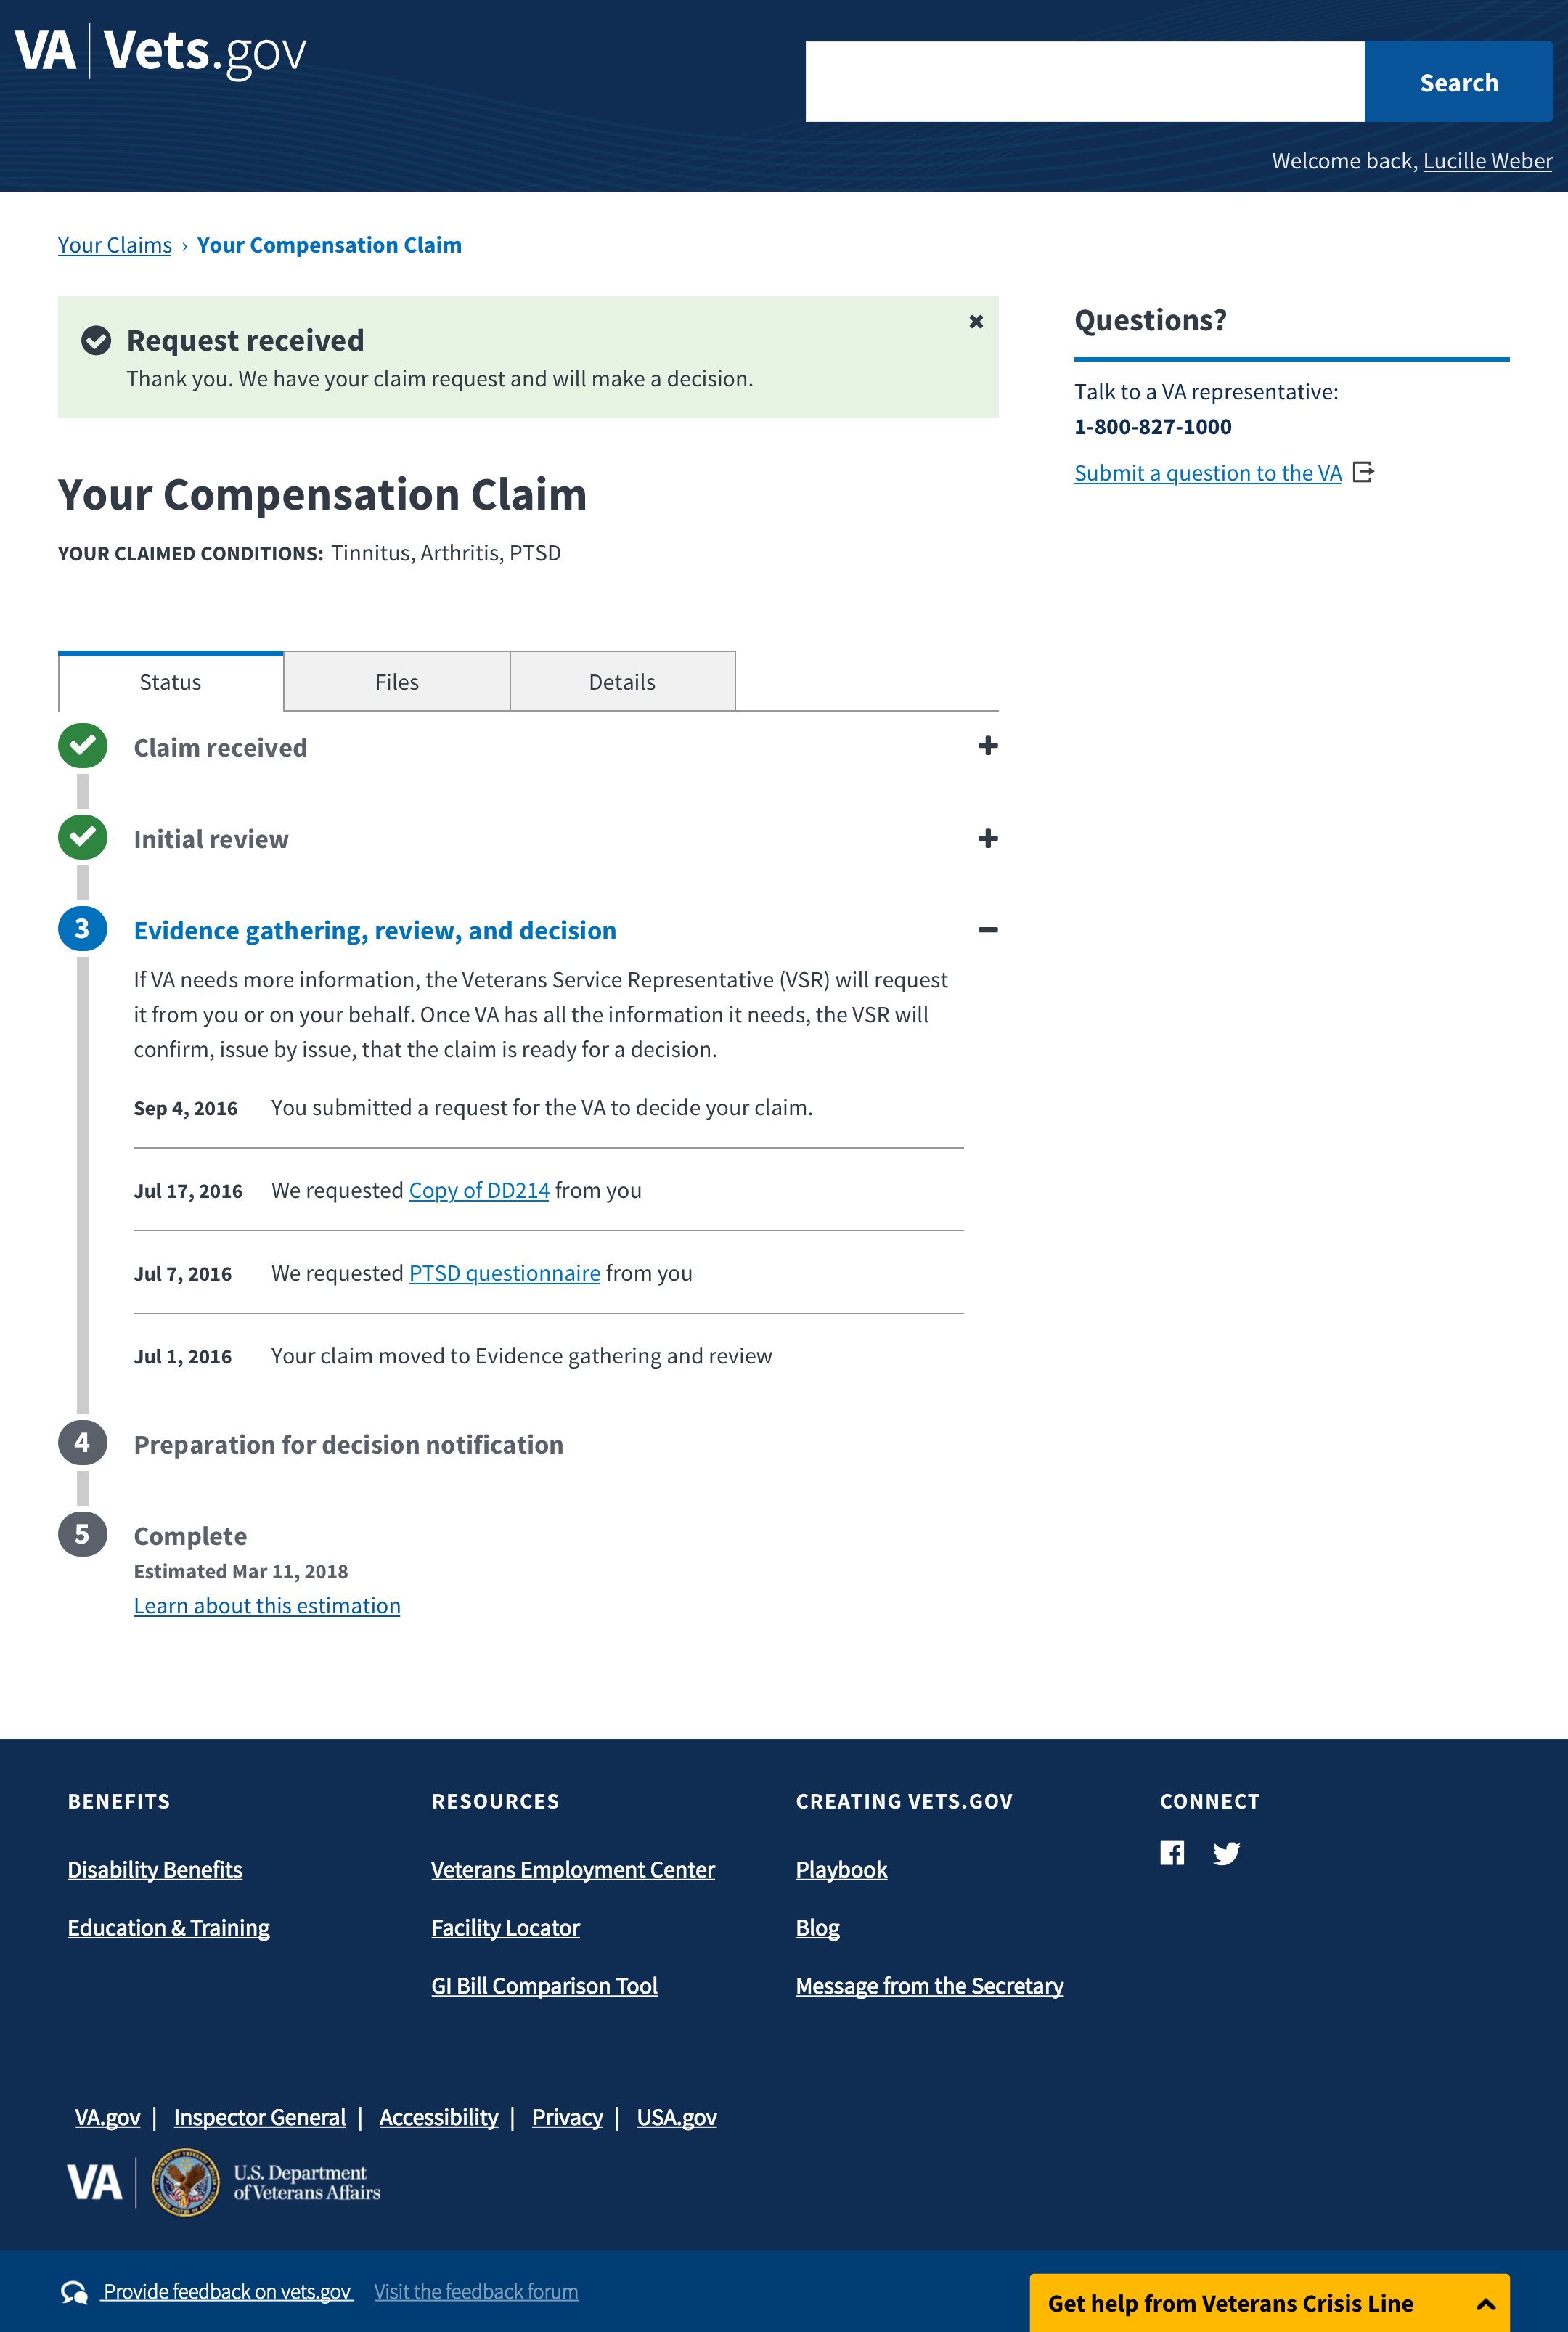 VA | Vets.gov
Search
Welcome back, Lucille Weber
Your Claims › Your Compensation Claim
Request received
Thank you. We have your claim request and will make a decision.
Questions?
Talk to a VA representative:
1-800-827-1000
Submit a question to the VA
Your Compensation Claim
YOUR CLAIMED CONDITIONS: Tinnitus, Arthritis, PTSD
Status Files Details
Claim received
Initial review
3 Evidence gathering, review, and decision
If VA needs more information, the Veterans Service Representative (VSR) will request
it from you or on your behalf. Once VA has all the information it needs, the VSR will
confirm, issue by issue, that the claim is ready for a decision.
Sep 4, 2016 You submitted a request for the VA to decide your claim.
Jul 17, 2016 We requested Copy of DD214 from you
Jul 7, 2016 We requested PTSD questionnaire from you
Jul 1, 2016 Your claim moved to Evidence gathering and review
4 Preparation for decision notification
5 Complete
Estimated Mar 11, 2018
Learn about this estimation
BENEFITS
Disability Benefits
Education & Training
RESOURCES
Veterans Employment Center
Facility Locator
GI Bill Comparison Tool
CREATING VETS.GOV
Playbook
Blog
Message from the Secretary
CONNECT
VA.gov | Inspector General | Accessibility | Privacy | USA.gov
VA
U.S. Department
of Veterans Affairs
Provide feedback on vets.gov Visit the feedback forum
Get help from Veterans Crisis Line